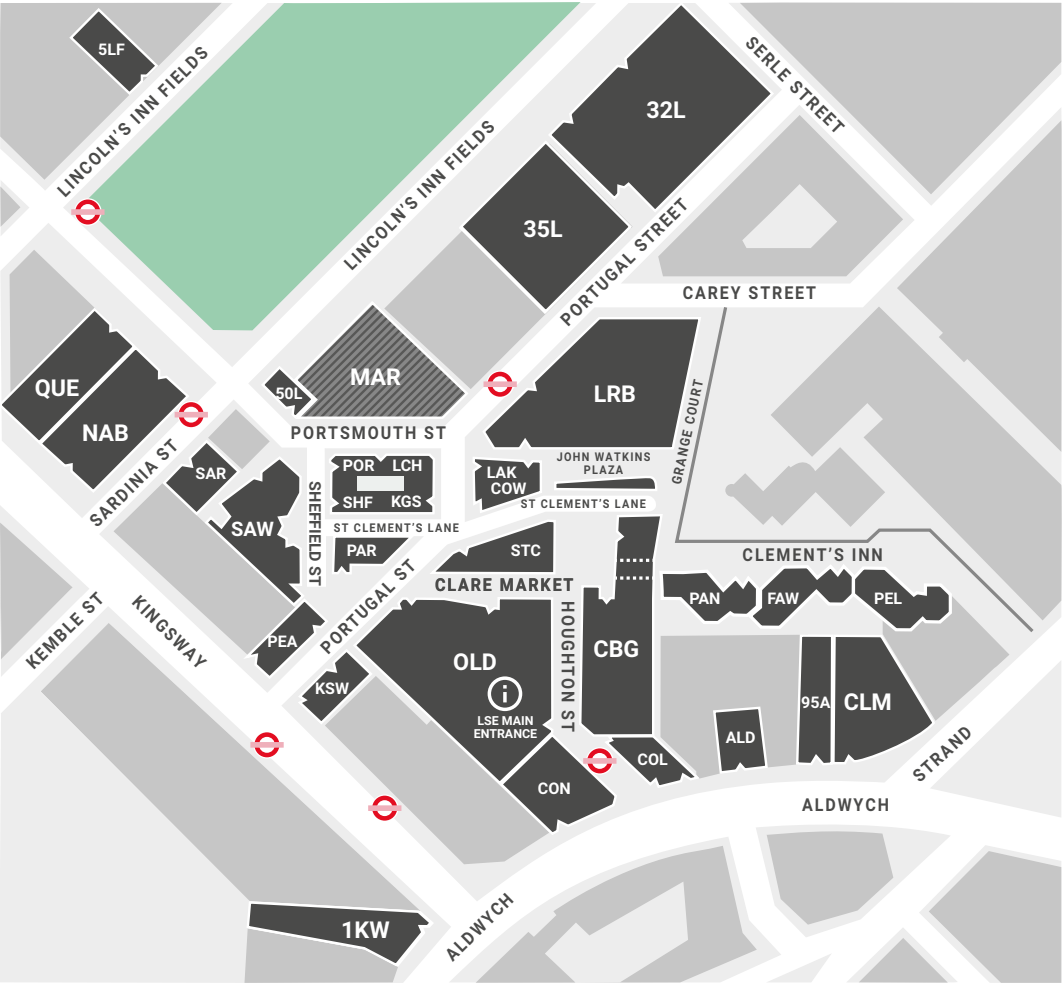 5LF
LINCOLN'S INN FIELDS
SERLE STREET
32L
LINCOLN'S INN FIELDS
35L
PORTUGAL STREET
CAREY STREET
MAR
50L
QUE
LRB
NAB
PORTSMOUTH ST
GRANGE COURT
SARDINIA ST
JOHN WATKINS
PLAZA
POR
LCH
SAR
LAK
COW
SHF
KGS
ST CLEMENT'S LANE
SHEFFIELD ST
SAW
ST CLEMENT'S LANE
PAR
STC
CLEMENT'S INN
CLARE MARKET
PAN
FAW
PEL
PORTUGAL ST
KEMBLE ST
KINGSWAY
PEA
HOUGHTON ST
CBG
OLD
KSW
LSE MAIN
ENTRANCE
95A
CLM
ALD
COL
STRAND
CON
ALDWYCH
1KW
ALDWYCH